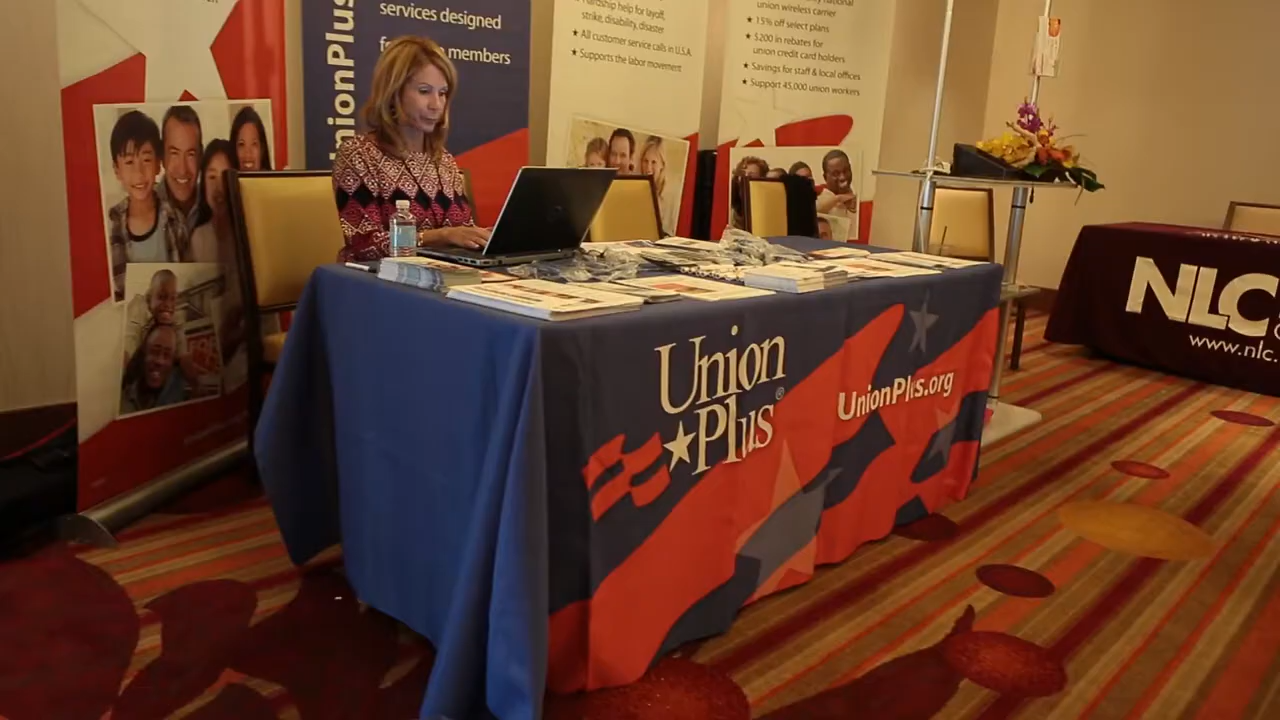 UnionPlus
services designed
members
Hardship help for layoff,
strike, disability, disaster
★ All customer service calls in U.S.A.
★ Supports the labor movement
national
union wireless carrier
★ 15% off select plans
★ $200 in rebates for
union credit card holders
★ Savings for staff & local offices
★ Support 45,000 union workers
Union
Plus®
UnionPlus.org
NLC
www.nlc.